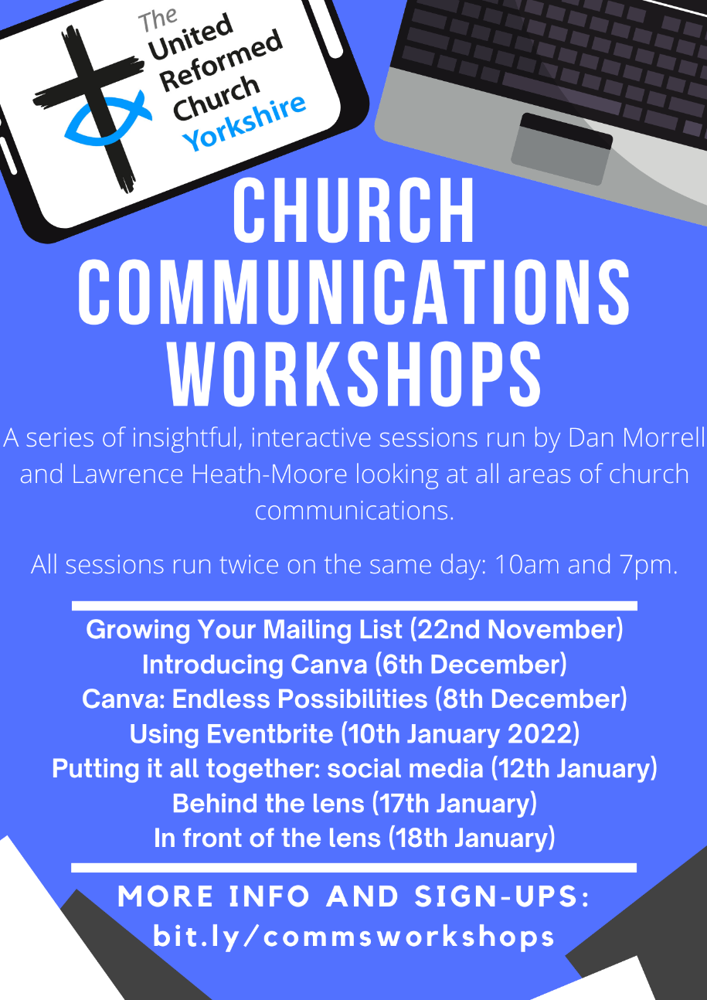 The
United
Reformed
Church
Yorkshire
CHURCH
COMMUNICATIONS
WORKSHOPS
A series of insightful, interactive sessions run by Dan Morrell
and Lawrence Heath-Moore looking at all areas of church
communications.
All sessions run twice on the same day: 10am and 7pm.
Growing Your Mailing List (22nd November)
Introducing Canva (6th December)
Canva: Endless Possibilities (8th December)
Using Eventbrite (10th January 2022)
Putting it all together: social media (12th January)
Behind the lens (17th January)
In front of the lens (18th January)
MORE INFO AND SIGN-UPS:
bit.ly/commsworkshops